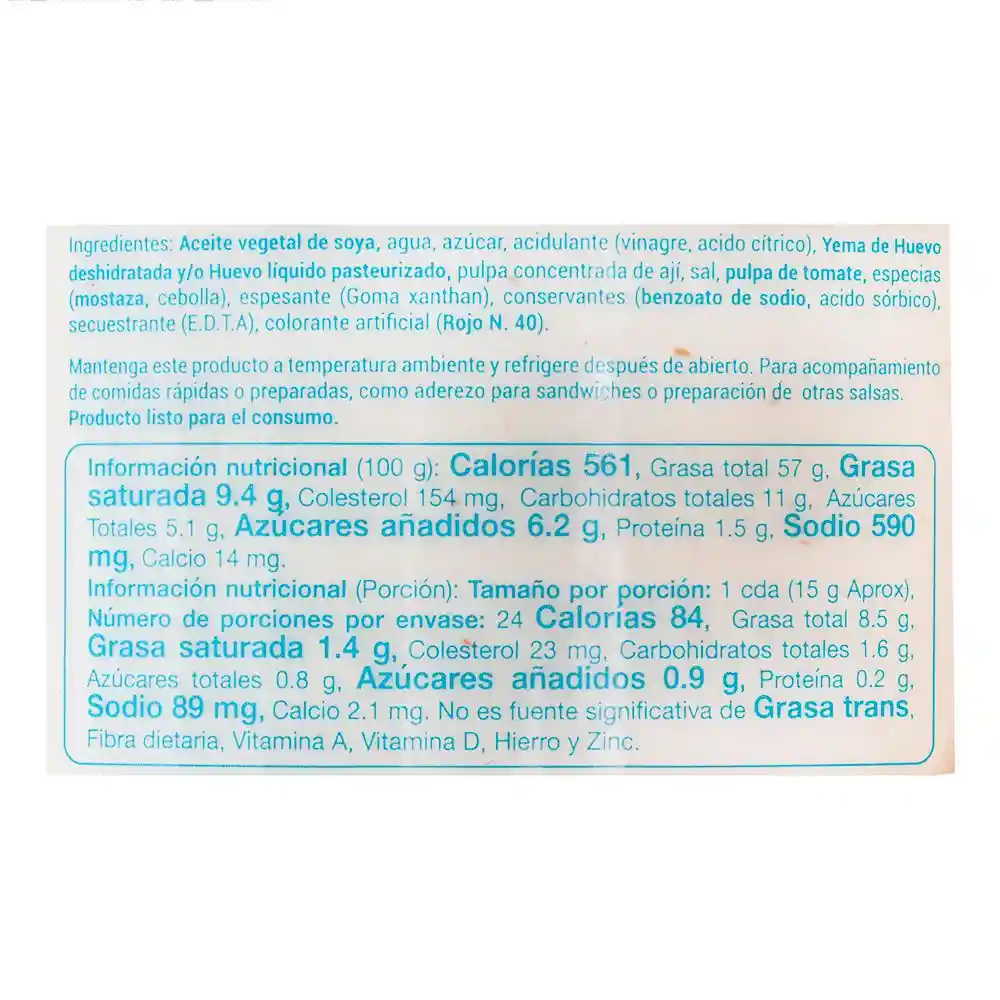 Ingredientes: Aceite vegetal de soya, agua, azúcar, acidulante (vinagre, acido cítrico), Yema de Huevo
deshidratada y/o Huevo líquido pasteurizado, pulpa concentrada de ají, sal, pulpa de tomate, especias
(mostaza, cebolla), espesante (Goma xanthan), conservantes (benzoato de sodio, acido sórbico),
secuestrante (E.D.T.A), colorante artificial (Rojo N. 40).
Mantenga este producto a temperatura ambiente y refrigere después de abierto. Para acompañamiento
de comidas rápidas o preparadas, como aderezo para sandwiches o preparación de otras salsas.
Producto listo para el consumo.
Información nutricional (100 g): Calorías 561, Grasa total 57 g, Grasa
saturada 9.4 g, Colesterol 154 mg, Carbohidratos totales 11 g, Azúcares
Totales 5.1 g, Azúcares añadidos 6.2 g, Proteína 1.5 g, Sodio 590
mg, Calcio 14 mg.
Información nutricional (Porción): Tamaño por porción: 1 cda (15 g Aprox),
Número de porciones por envase: 24 Calorías 84, Grasa total 8.5 g,
Grasa saturada 1.4 g, Colesterol 23 mg, Carbohidratos totales 1.6 g,
Azúcares totales 0.8 g, Azúcares añadidos 0.9 g, Proteína 0.2 g,
Sodio 89 mg, Calcio 2.1 mg. No es fuente significativa de Grasa trans,
Fibra dietaria, Vitamina A, Vitamina D, Hierro y Zinc.